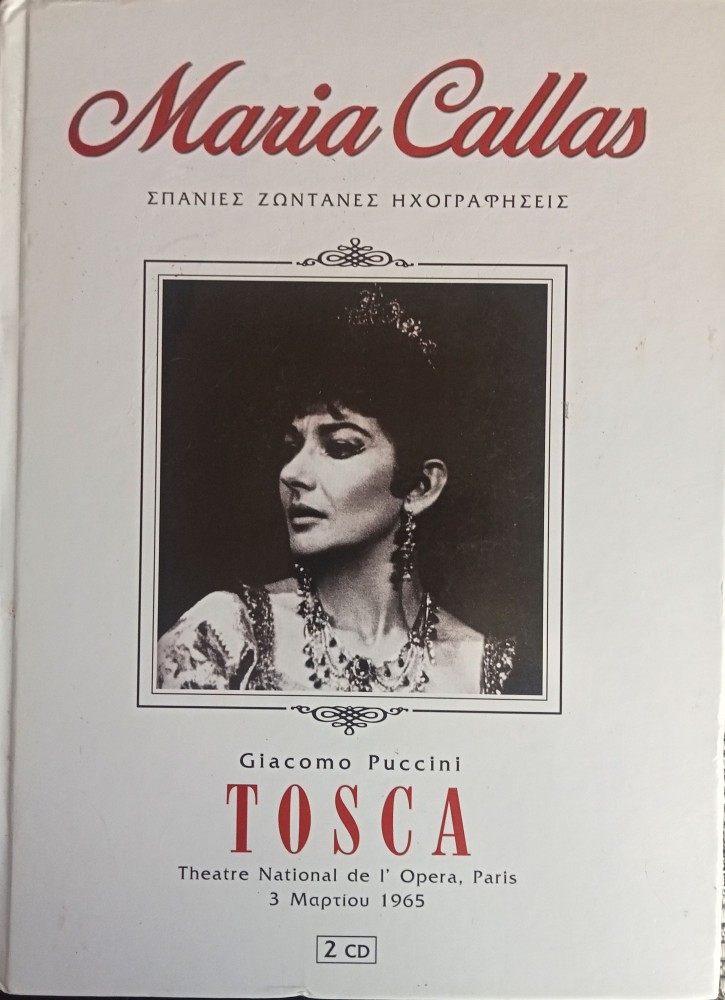 Maria Callas
ΣΠΑΝΙΕΣ ΖΩΝΤΑΝΕΣ ΗΧΟΓΡΑΦΗΣΕΙΣ
Giacomo Puccini
TOSCA
Theatre National de l' Opera, Paris
3 Μαρτίου 1965
2 CD